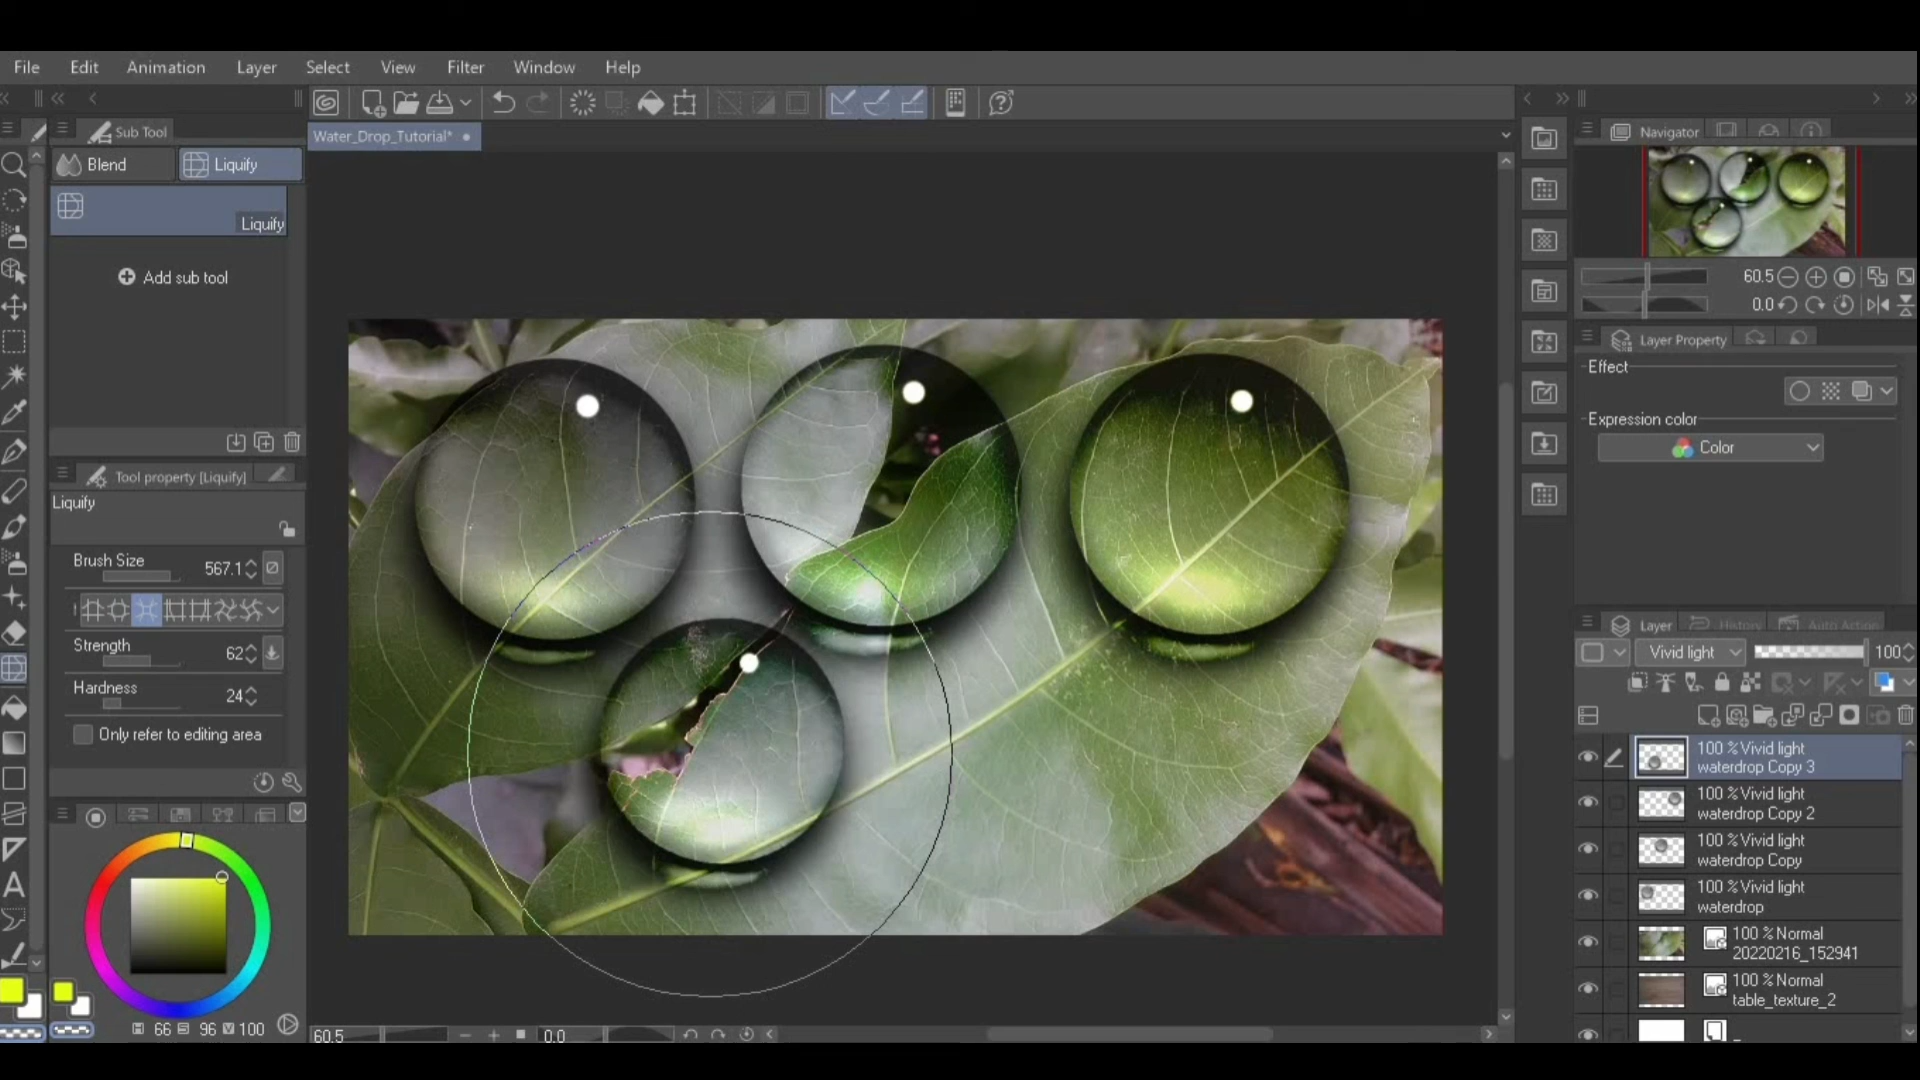 File Edit Animation Layer Select View Filter Window Help
Sub Tool
Blend Liquify
Liquify
Add sub tool
Tool property [Liquify]
Liquify
Brush Size 567.1
Strength 62
Hardness 24
Only refer to editing area
66 96 100
Water_Drop_Tutorial*
60.5 0.0
Navigator
60.5
0.0
Layer Property
Effect
Expression color
Color
Layer History Auto Action
Vivid light 100
100 % Vivid light
waterdrop Copy 3
100 % Vivid light
waterdrop Copy 2
100 % Vivid light
waterdrop Copy
100 % Vivid light
waterdrop
100 % Normal
20220216_152941
100 % Normal
table_texture_2